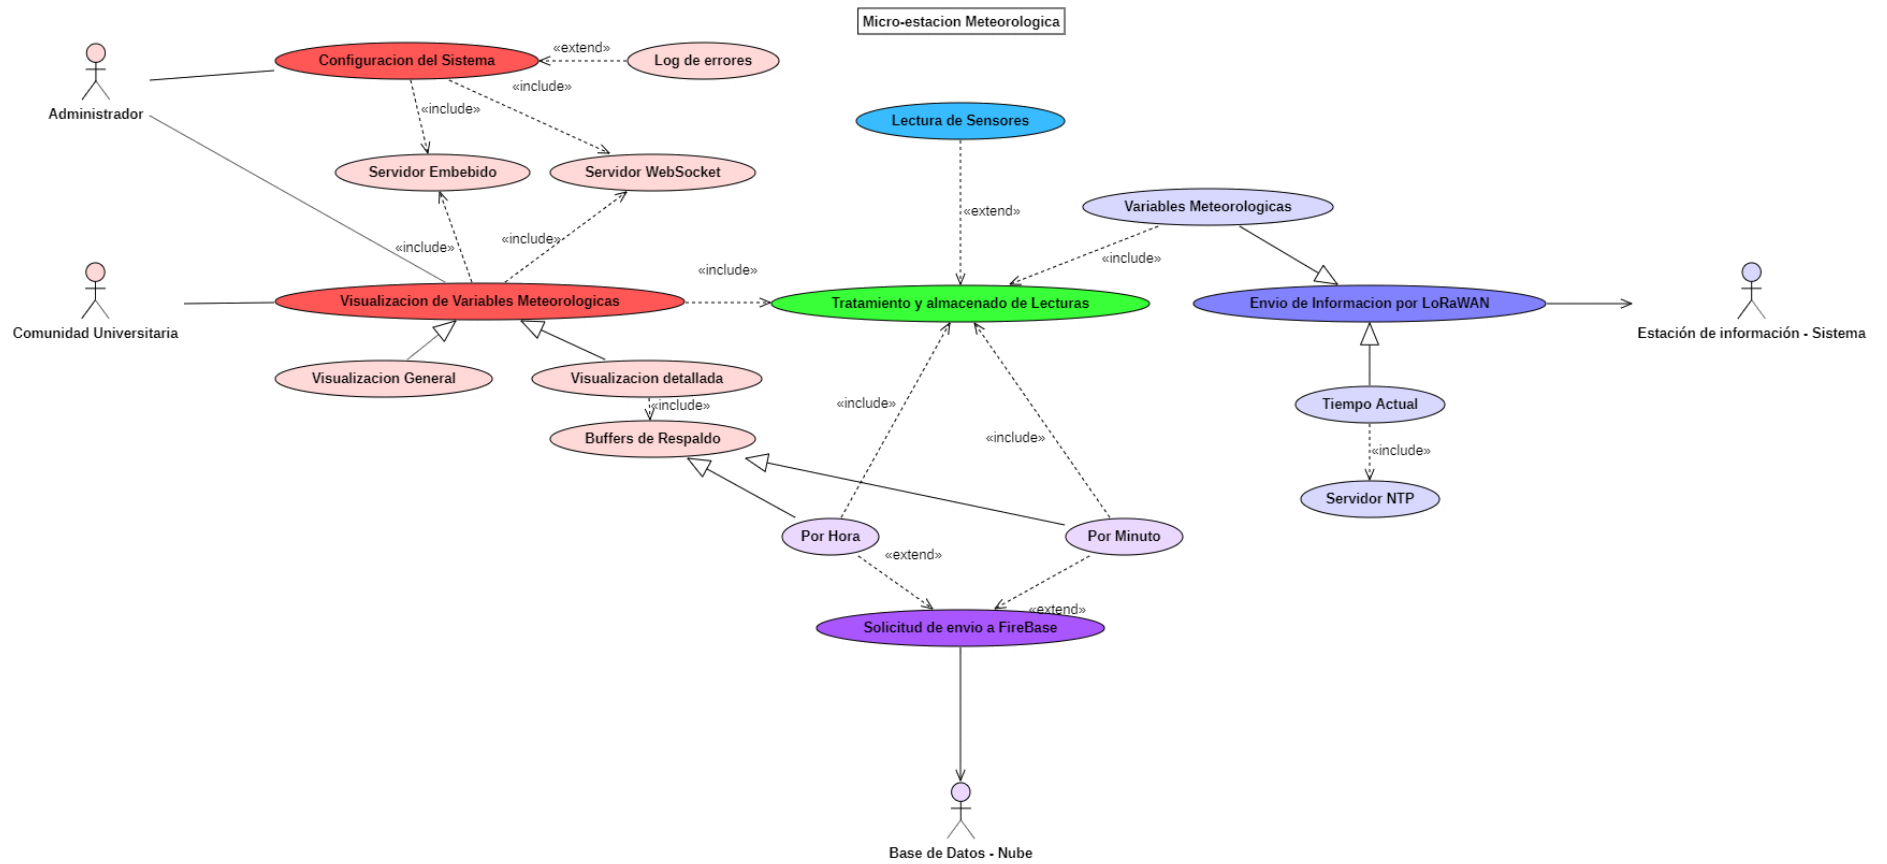 Micro-estacion Meteorologica
Configuracion del Sistema
«extend»
Log de errores
«include»
«include»
Administrador
Lectura de Sensores
Servidor Embebido
Servidor WebSocket
Variables Meteorologicas
«extend»
«include»
«include»
«include»
«include»
Visualizacion de Variables Meteorologicas
Tratamiento y almacenado de Lecturas
Envio de Informacion por LoRaWAN
Comunidad Universitaria
Estación de información - Sistema
Visualizacion General
Visualizacion detallada
«include»
«include»
Tiempo Actual
Buffers de Respaldo
«include»
«include»
Servidor NTP
Por Hora
Por Minuto
«extend»
«extend»
Solicitud de envio a FireBase
Base de Datos - Nube